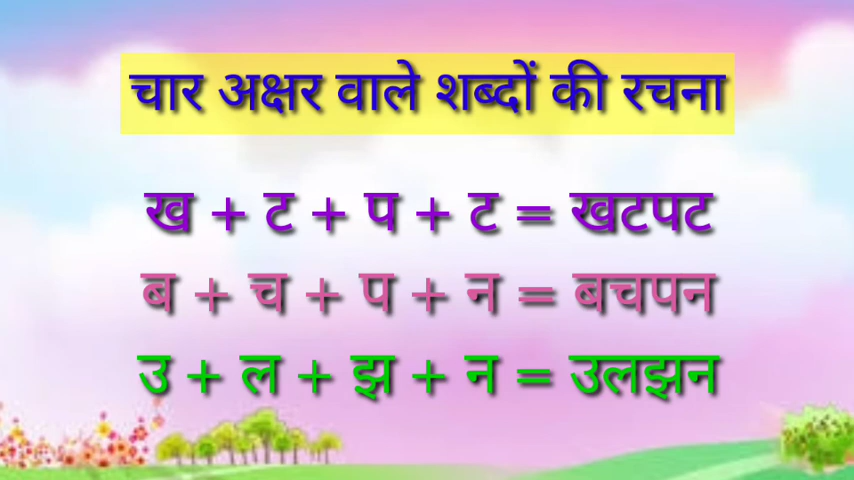 चार अक्षर वाले शब्दों की रचना
ख + ट + प + ट = खटपट
ब + च + प + न = बचपन
उ + ल + झ + न = उलझन